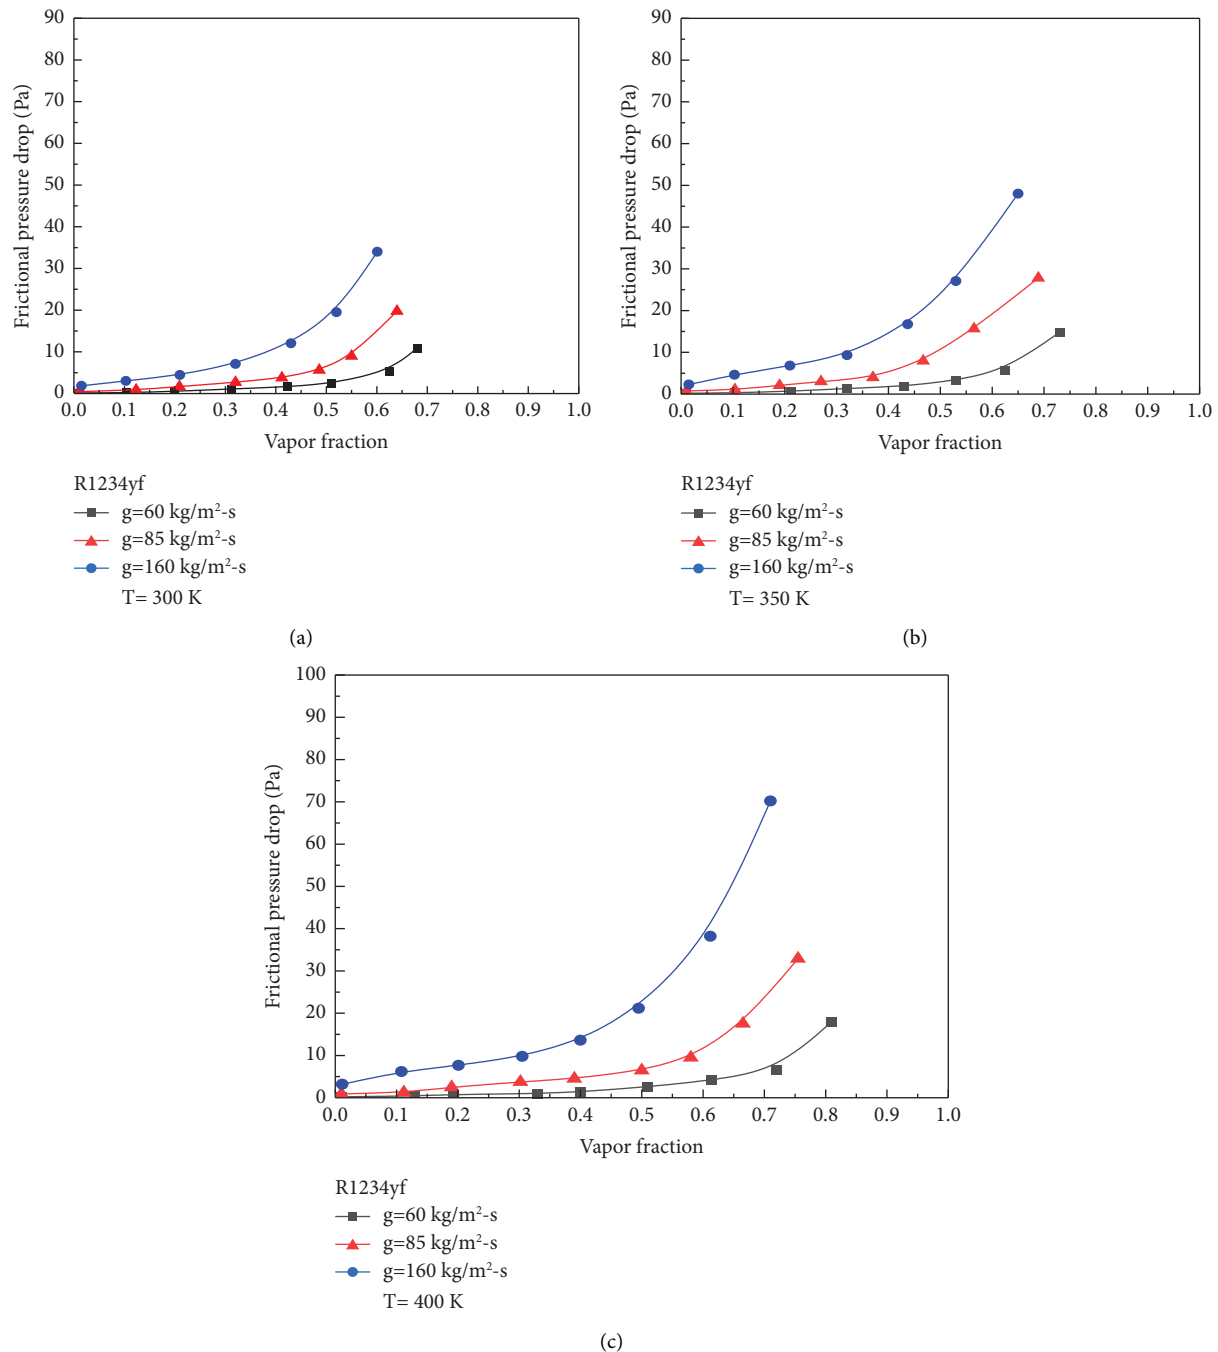 90
80
70
60
50
40
30
20
10
0
Frictional pressure drop (Pa)
0.0 0.1 0.2 0.3 0.4 0.5 0.6 0.7 0.8 0.9 1.0
Vapor fraction
R1234yf
g=60 kg/m²-s
g=85 kg/m²-s
g=160 kg/m²-s
T= 300 K
(a)
90
80
70
60
50
40
30
20
10
0
Frictional pressure drop (Pa)
0.0 0.1 0.2 0.3 0.4 0.5 0.6 0.7 0.8 0.9 1.0
Vapor fraction
R1234yf
g=60 kg/m²-s
g=85 kg/m²-s
g=160 kg/m²-s
T= 350 K
(b)
100
90
80
70
60
50
40
30
20
10
0
Frictional pressure drop (Pa)
0.0 0.1 0.2 0.3 0.4 0.5 0.6 0.7 0.8 0.9 1.0
Vapor fraction
R1234yf
g=60 kg/m²-s
g=85 kg/m²-s
g=160 kg/m²-s
T= 400 K
(c)